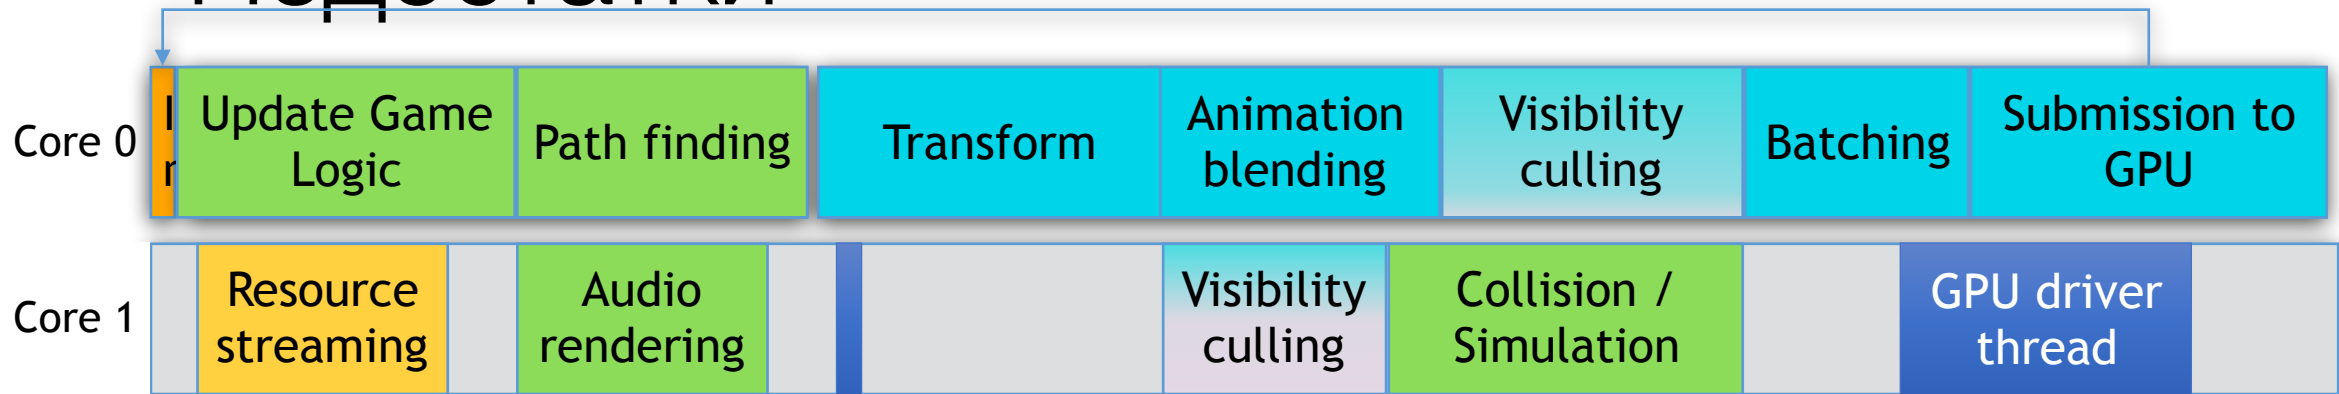 Недостатки
Core 0
Update Game
Logic
Path finding
Transform
Animation
blending
Visibility
culling
Batching
Submission to
GPU
Core 1
Resource
streaming
Audio
rendering
Visibility
culling
Collision /
Simulation
GPU driver
thread